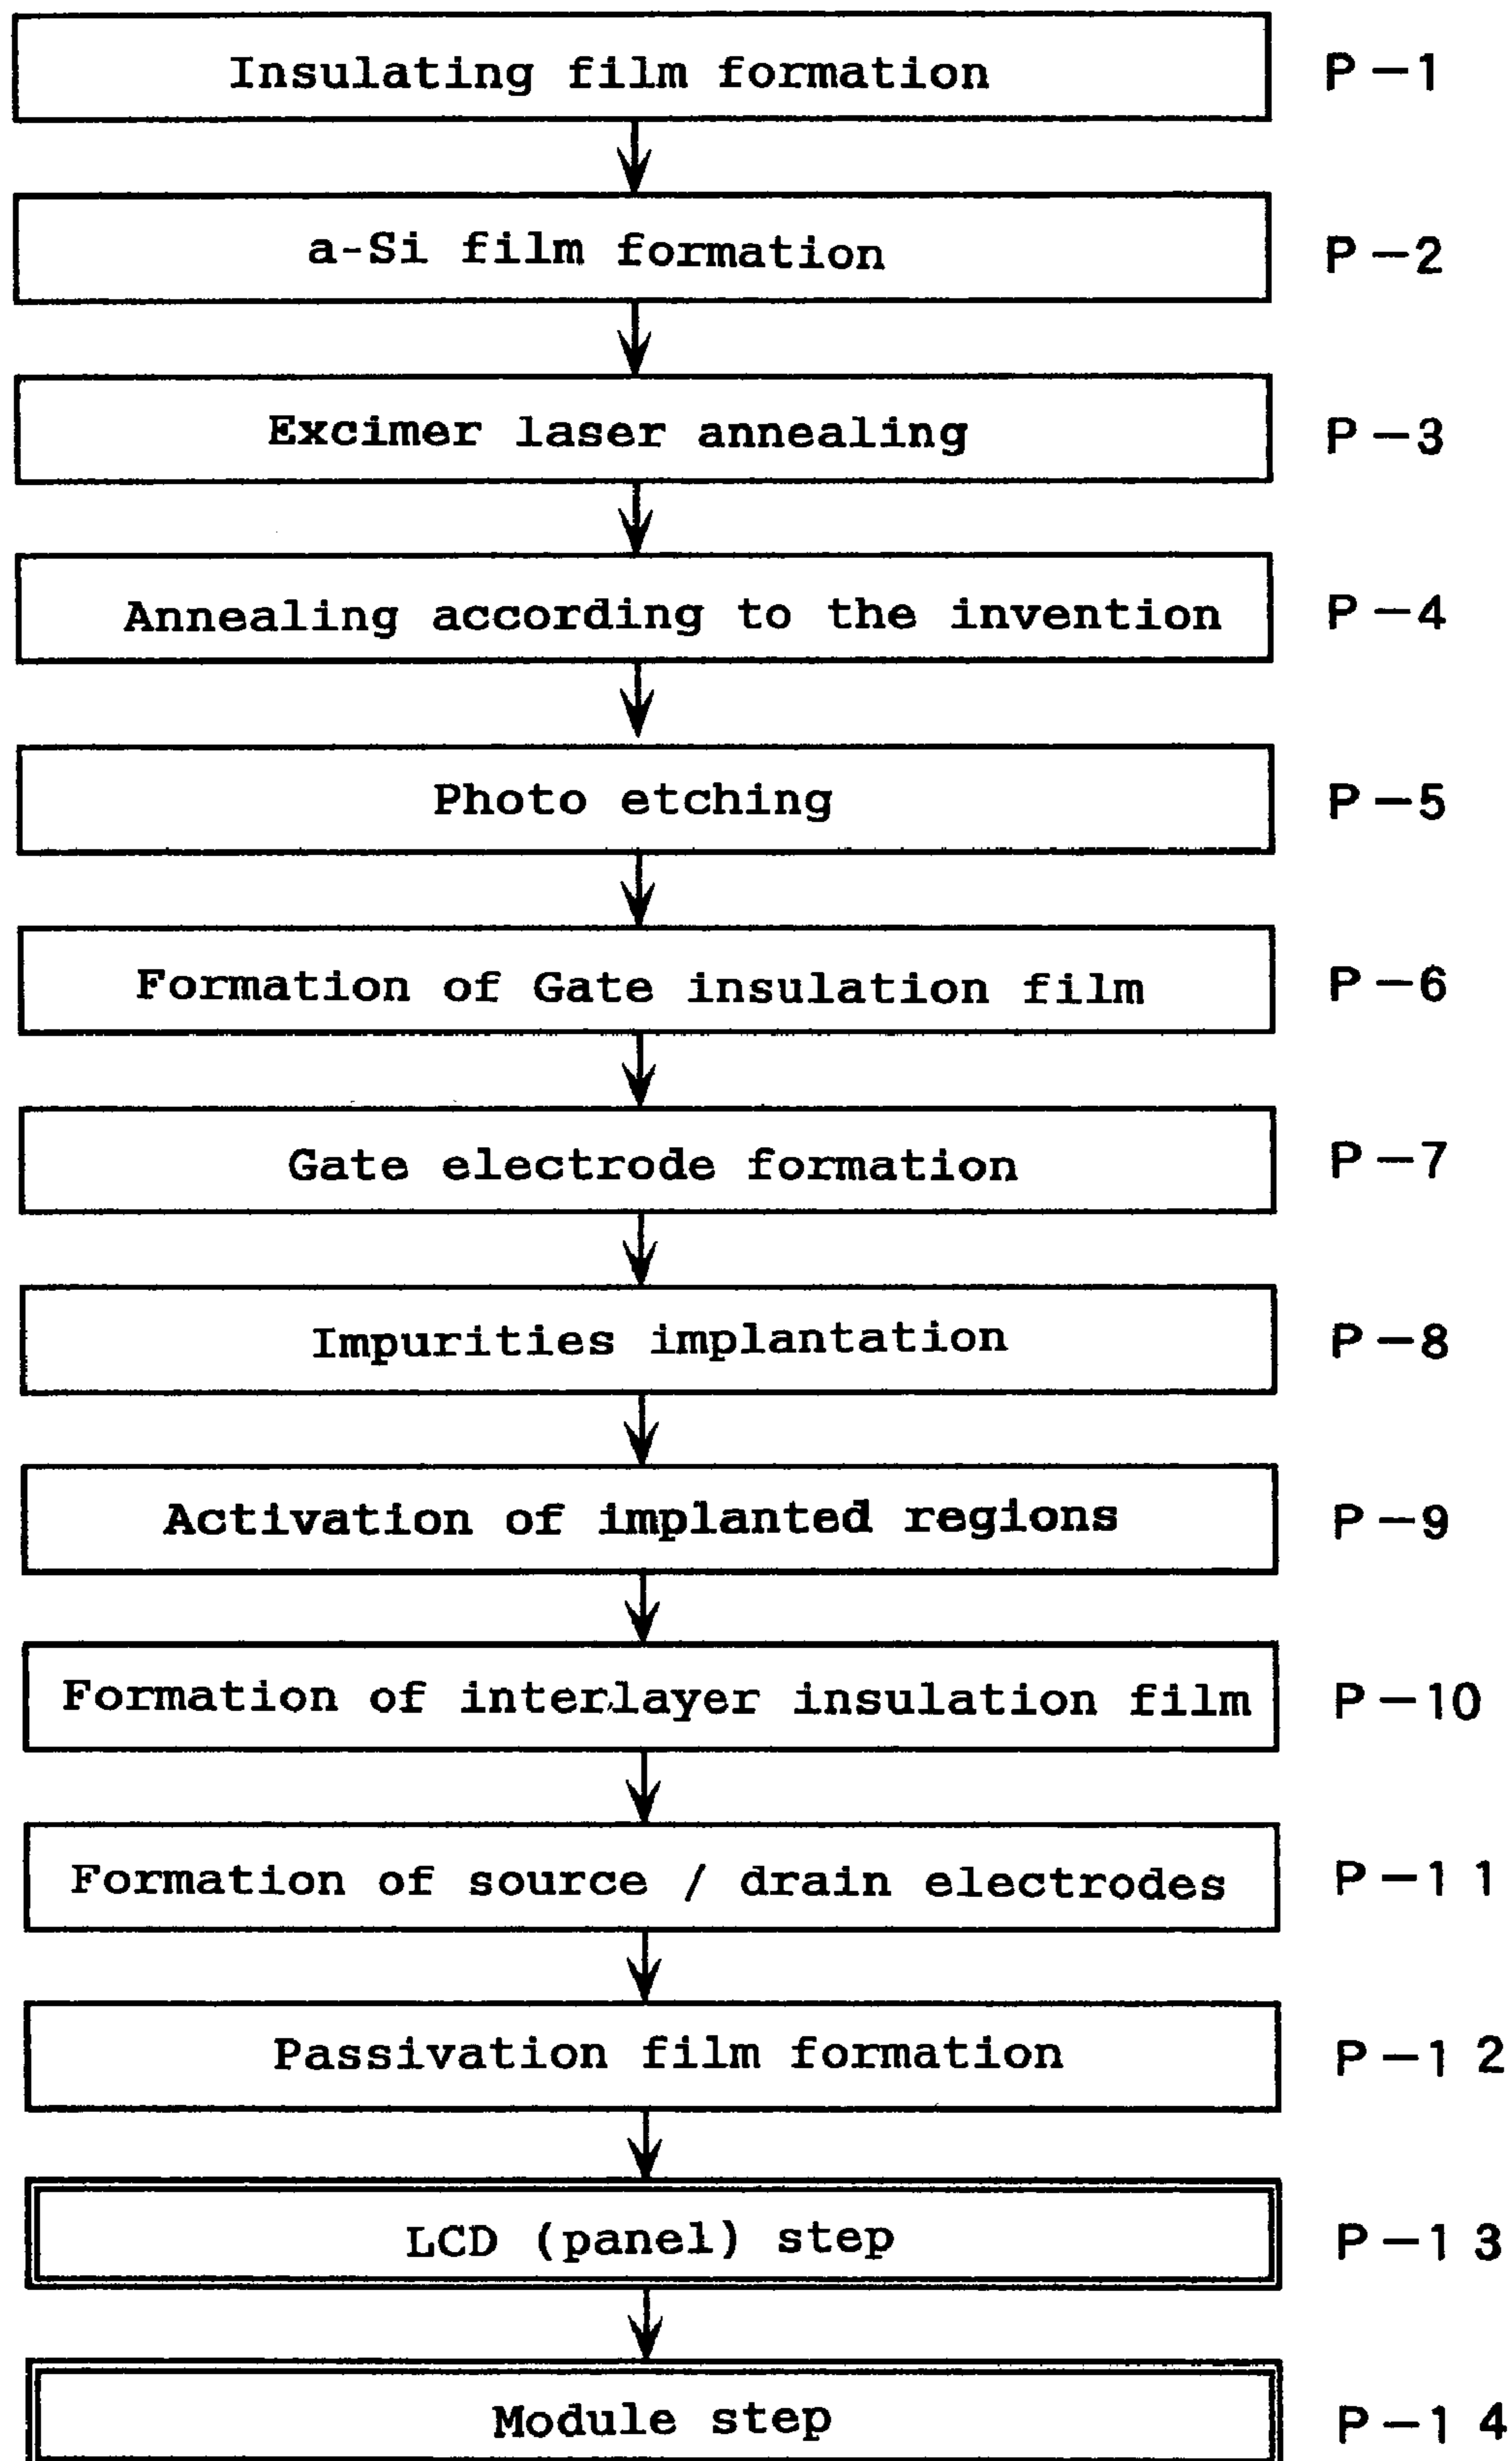 Insulating film formation P-1
a-Si film formation P-2
Excimer laser annealing P-3
Annealing according to the invention P-4
Photo etching P-5
Formation of Gate insulation film P-6
Gate electrode formation P-7
Impurities implantation P-8
Activation of implanted regions P-9
Formation of interlayer insulation film P-10
Formation of source / drain electrodes P-11
Passivation film formation P-12
LCD (panel) step P-13
Module step P-14